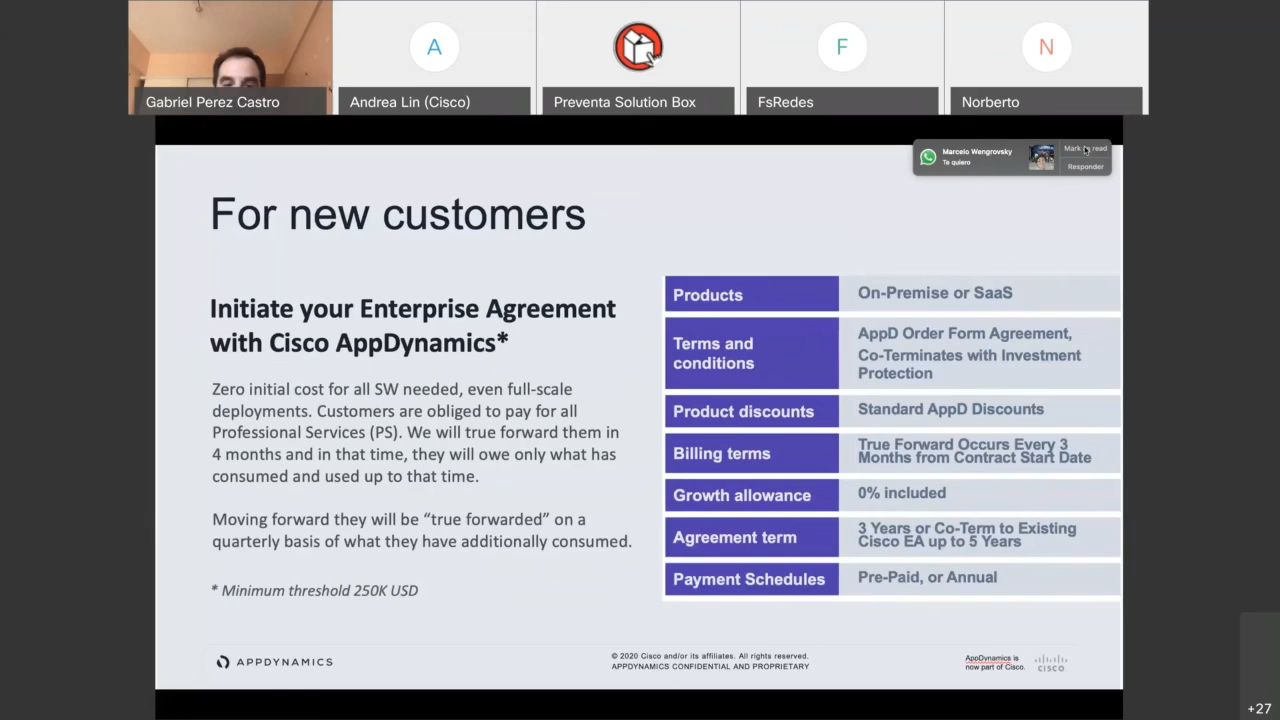 A
F
N
Gabriel Perez Castro
Andrea Lin (Cisco)
Preventa Solution Box
FsRedes
Norberto
Marcelo Wengrovsky
Te quiero
Mark read
Responder
For new customers
Initiate your Enterprise Agreement
with Cisco AppDynamics*
Zero initial cost for all SW needed, even full-scale
deployments. Customers are obliged to pay for all
Professional Services (PS). We will true forward them in
4 months and in that time, they will owe only what has
consumed and used up to that time.
Moving forward they will be “true forwarded” on a
quarterly basis of what they have additionally consumed.
* Minimum threshold 250K USD
Products
On-Premise or SaaS
Terms and
conditions
AppD Order Form Agreement,
Co-Terminates with Investment
Protection
Product discounts
Standard AppD Discounts
Billing terms
True Forward Occurs Every 3
Months from Contract Start Date
Growth allowance
0% included
Agreement term
3 Years or Co-Term to Existing
Cisco EA up to 5 Years
Payment Schedules
Pre-Paid, or Annual
APPDYNAMICS
© 2020 Cisco and/or its affiliates. All rights reserved.
APPDYNAMICS CONFIDENTIAL AND PROPRIETARY
AppDynamics is
now part of Cisco.
CISCO
+27